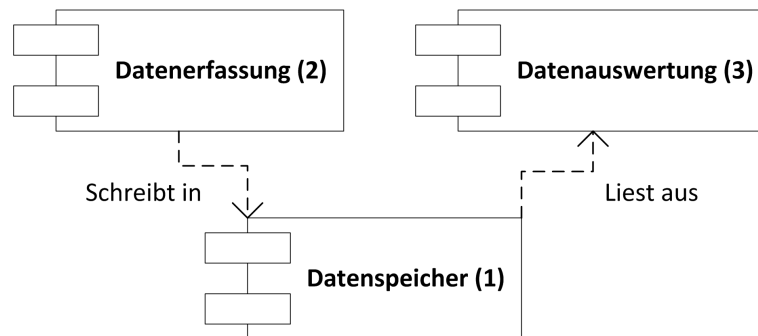 Datenerfassung (2)
Datenauswertung (3)
Schreibt in
Liest aus
Datenspeicher (1)